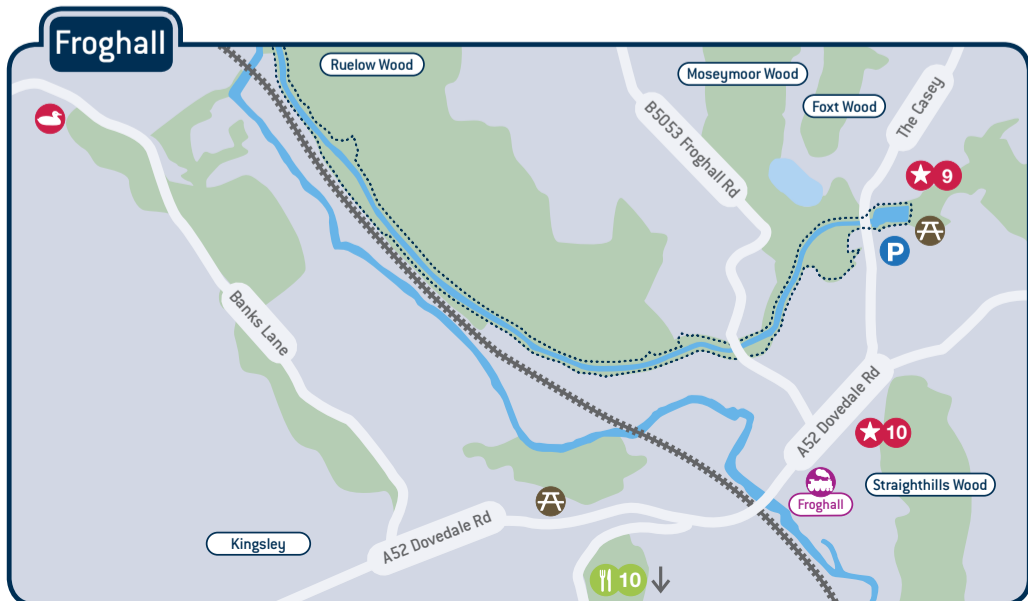 Froghall
Ruelow Wood
Moseymoor Wood
Foxt Wood
The Casey
B5053 Froghall Rd
9
P
Banks Lane
A52 Dovedale Rd
10
Straighthills Wood
Froghall
A52 Dovedale Rd
Kingsley
10